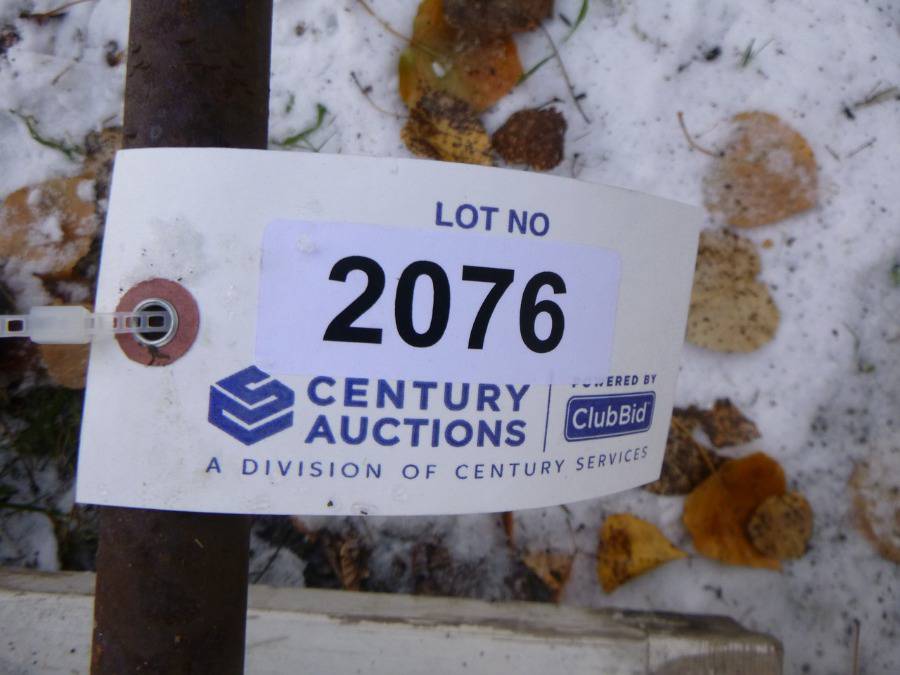 LOT NO
2076
CENTURY
AUCTIONS
POWERED BY
ClubBid
A DIVISION OF CENTURY SERVICES